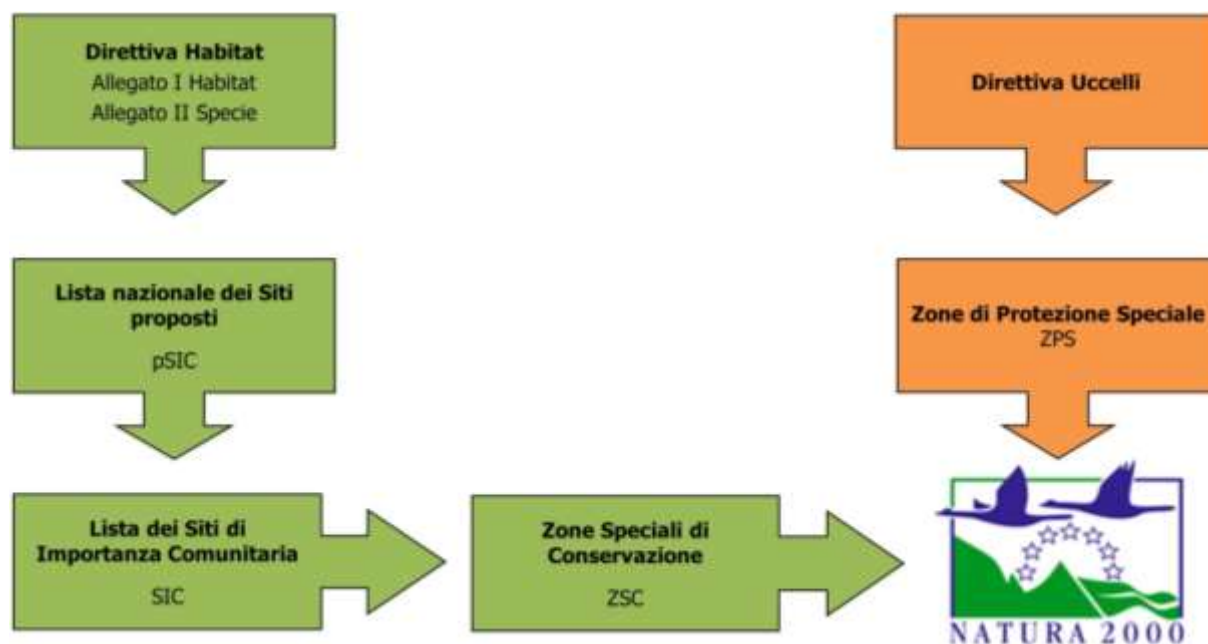 Direttiva Habitat
Allegato I Habitat
Allegato II Specie
Direttiva Uccelli
Lista nazionale dei Siti
proposti
pSIC
Zone di Protezione Speciale
ZPS
Lista dei Siti di
Importanza Comunitaria
SIC
Zone Speciali di
Conservazione
ZSC
NATURA 2000